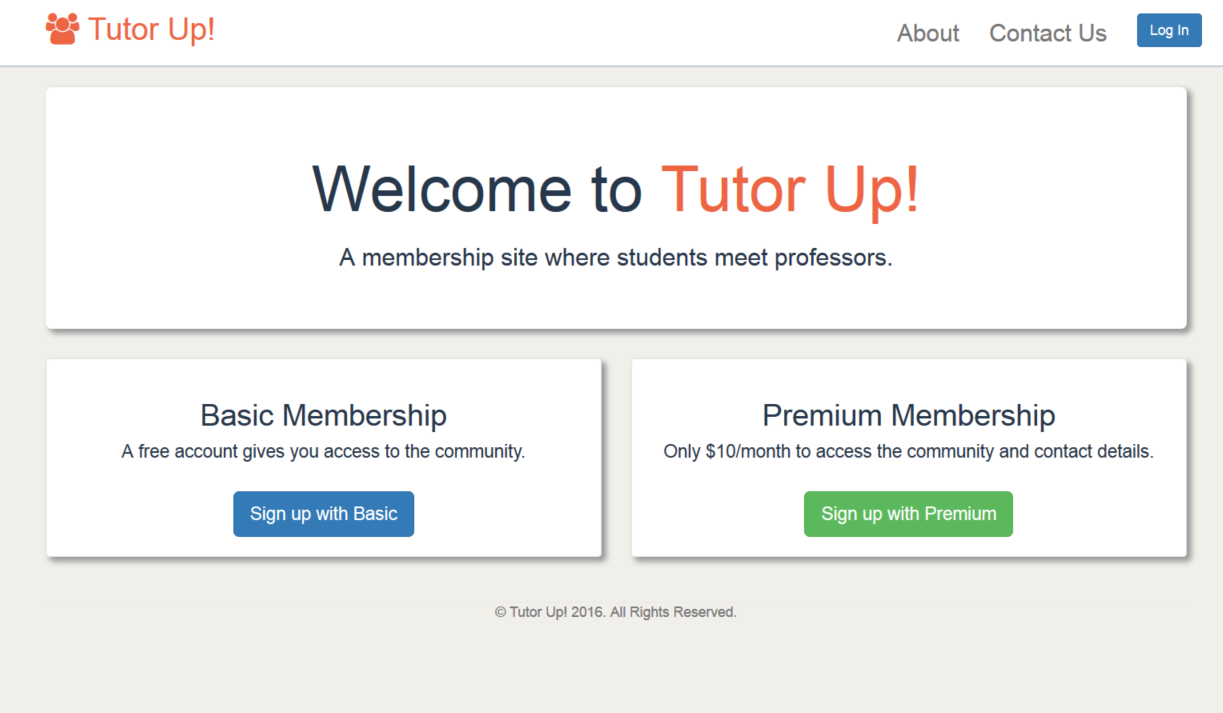 Tutor Up!
About Contact Us Log In
Welcome to Tutor Up!
A membership site where students meet professors.
Basic Membership
A free account gives you access to the community.
Sign up with Basic
Premium Membership
Only $10/month to access the community and contact details.
Sign up with Premium
© Tutor Up! 2016. All Rights Reserved.